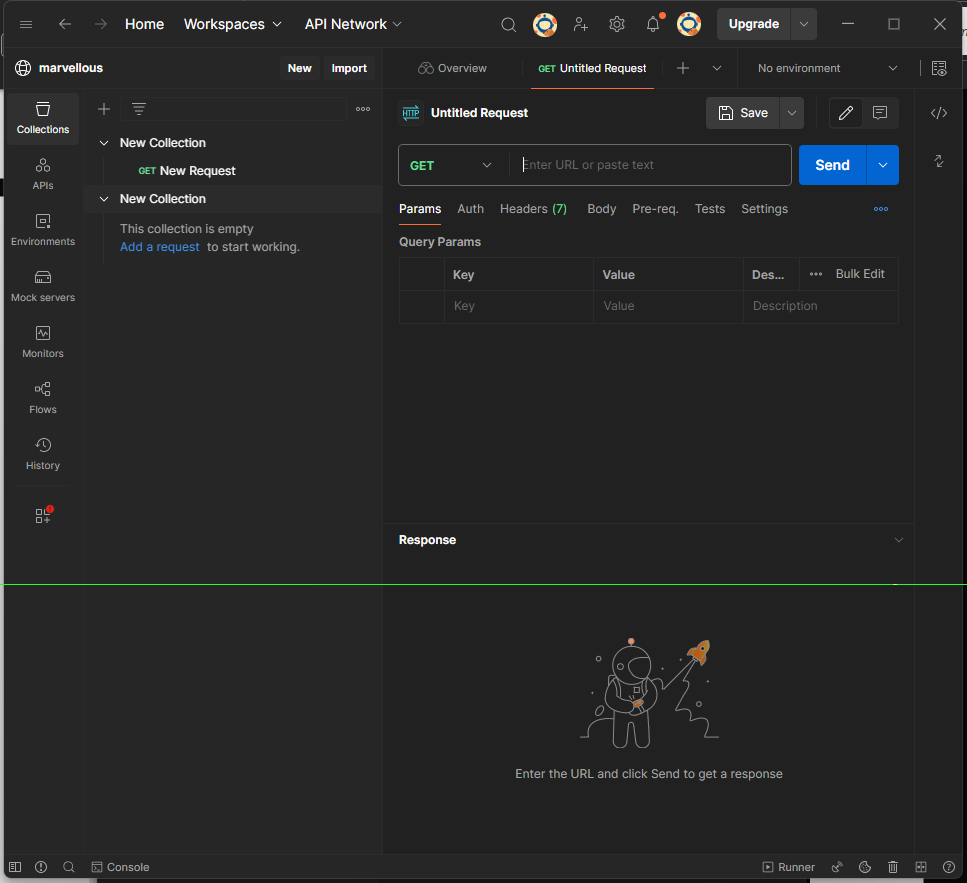 Home Workspaces API Network Upgrade
marvellous New Import Overview GET Untitled Request No environment
Collections
APIs
Environments
Mock servers
Monitors
Flows
History
New Collection
GET New Request
New Collection
This collection is empty
Add a request to start working.
HTTP Untitled Request Save
GET Enter URL or paste text Send
Params Auth Headers (7) Body Pre-req. Tests Settings
Query Params
Key Value Des... Bulk Edit
Key Value Description
Response
Enter the URL and click Send to get a response
Console Runner